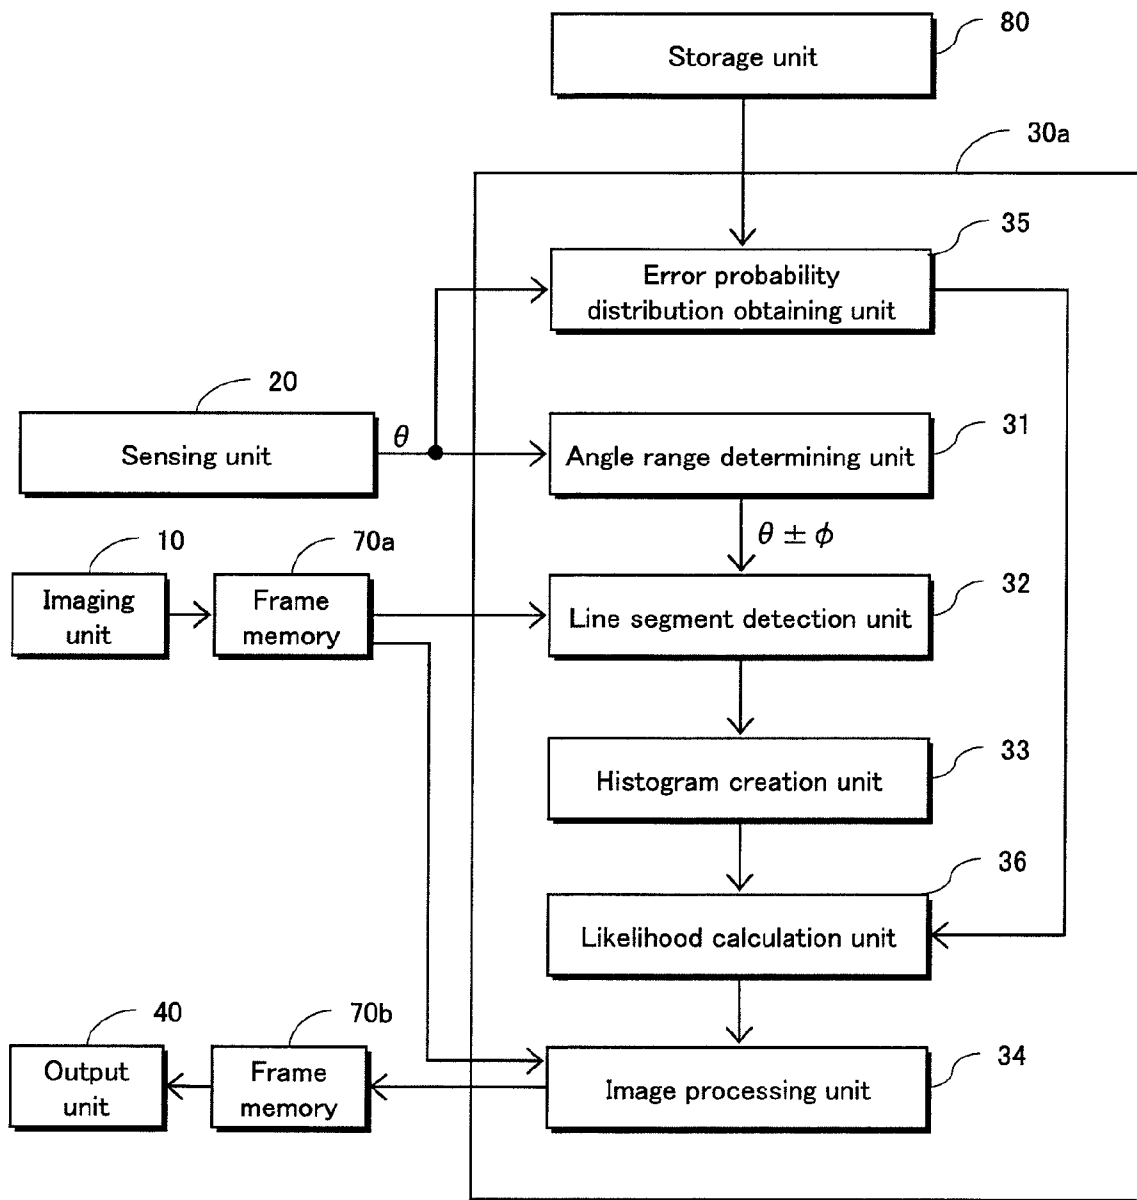 80
Storage unit
30a
35
Error probability
distribution obtaining unit
20
Sensing unit
θ
31
Angle range determining unit
θ ± ϕ
10
Imaging
unit
70a
Frame
memory
32
Line segment detection unit
33
Histogram creation unit
36
Likelihood calculation unit
40
Output
unit
70b
Frame
memory
34
Image processing unit